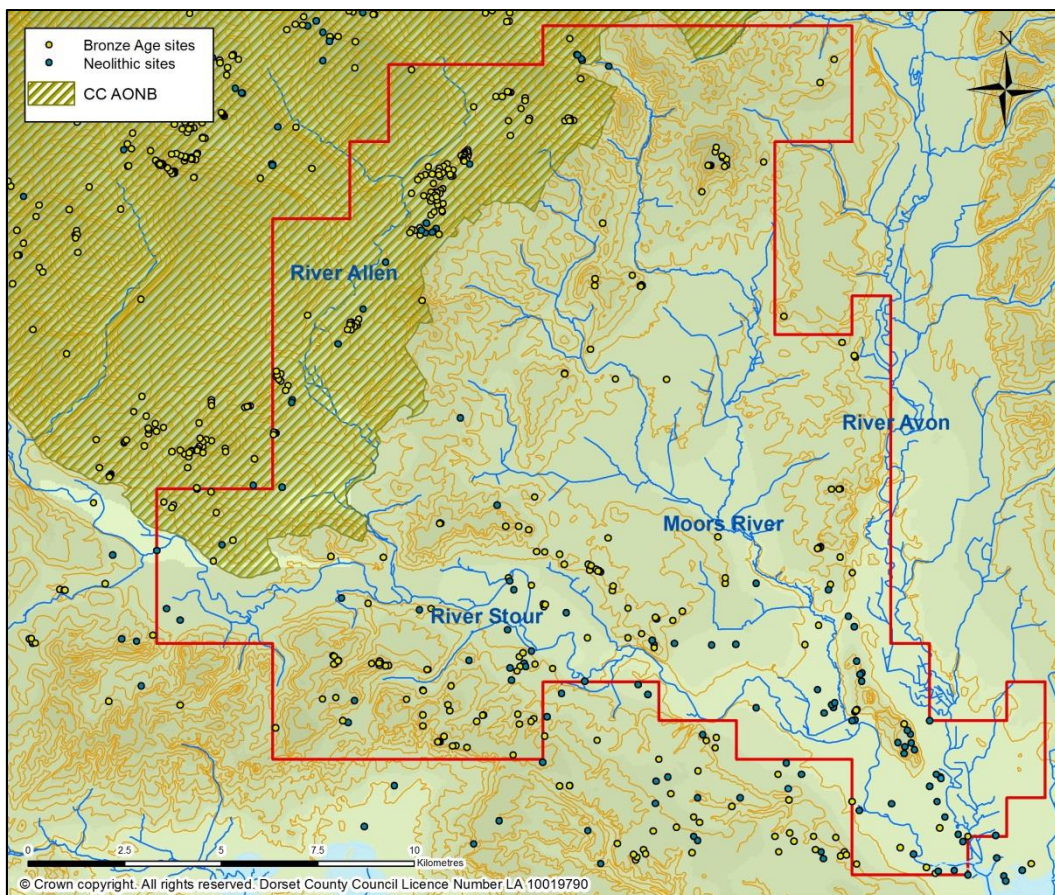 Bronze Age sites
Neolithic sites
CC AONB
N
River Allen
River Avon
Moors River
River Stour
0 2.5 5 7.5 10
Kilometres
© Crown copyright. All rights reserved. Dorset County Council Licence Number LA 10019790